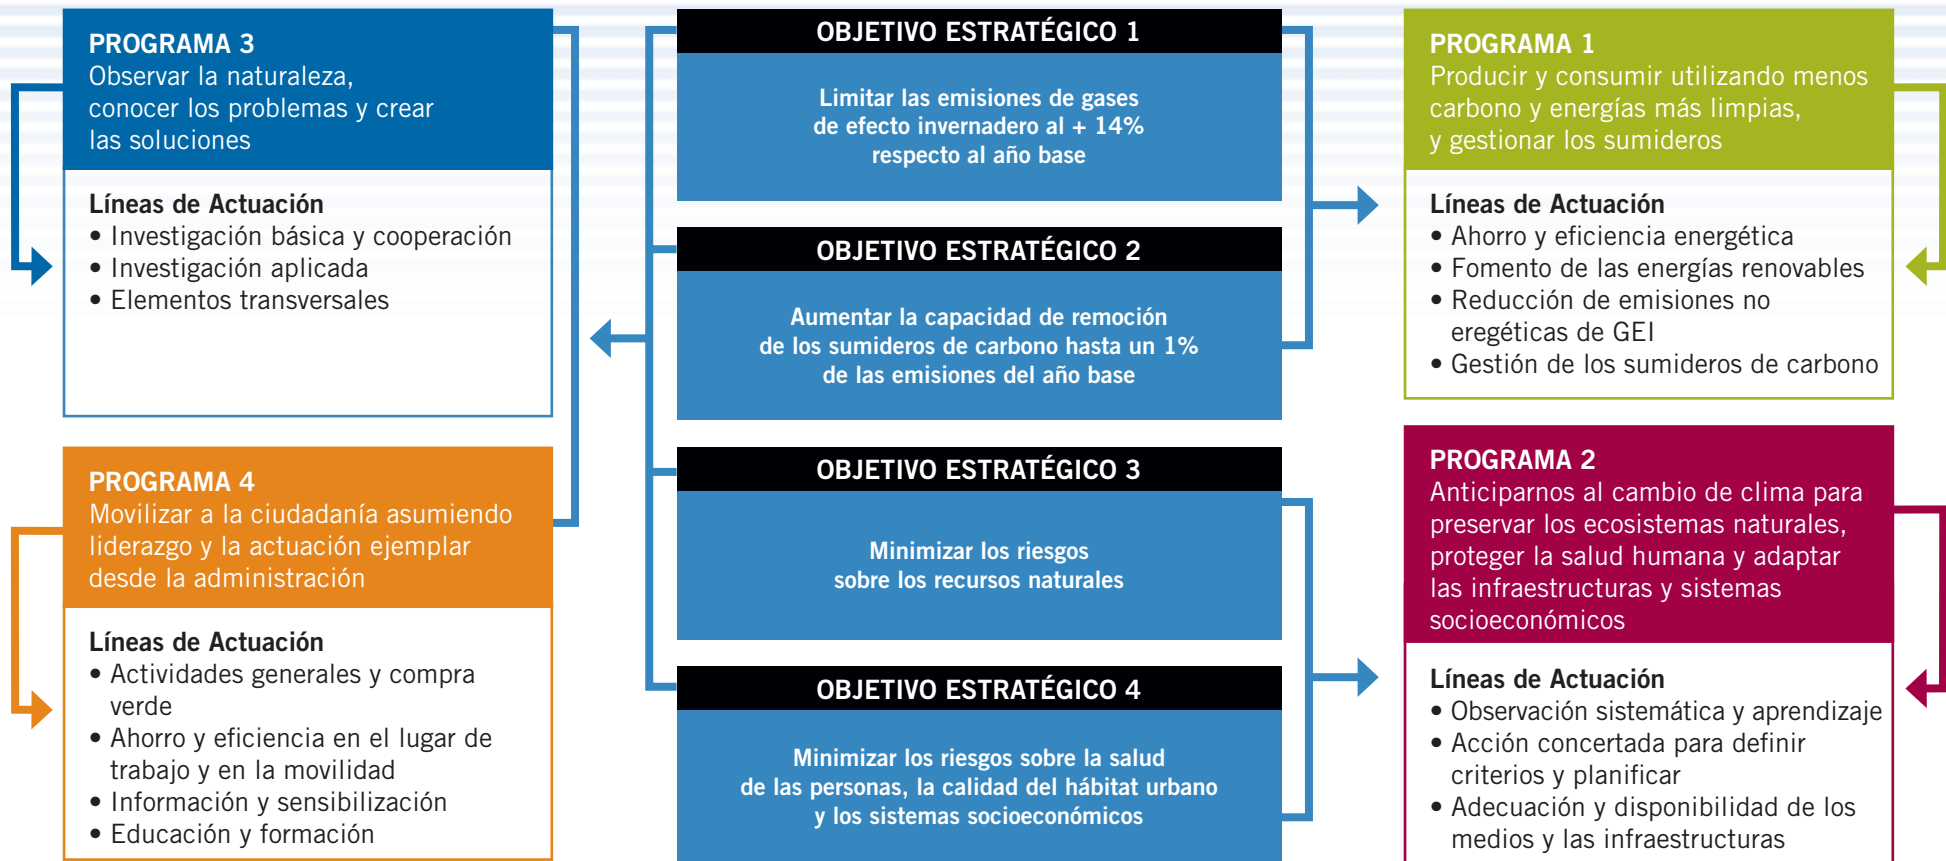 PROGRAMA 3
Observar la naturaleza,
conocer los problemas y crear
las soluciones
Líneas de Actuación
• Investigación básica y cooperación
• Investigación aplicada
• Elementos transversales
PROGRAMA 4
Movilizar a la ciudadanía asumiendo
liderazgo y la actuación ejemplar
desde la administración
Líneas de Actuación
• Actividades generales y compra
verde
• Ahorro y eficiencia en el lugar de
trabajo y en la movilidad
• Información y sensibilización
• Educación y formación
OBJETIVO ESTRATÉGICO 1
Limitar las emisiones de gases
de efecto invernadero al + 14%
respecto al año base
OBJETIVO ESTRATÉGICO 2
Aumentar la capacidad de remoción
de los sumideros de carbono hasta un 1%
de las emisiones del año base
OBJETIVO ESTRATÉGICO 3
Minimizar los riesgos
sobre los recursos naturales
OBJETIVO ESTRATÉGICO 4
Minimizar los riesgos sobre la salud
de las personas, la calidad del hábitat urbano
y los sistemas socioeconómicos
PROGRAMA 1
Producir y consumir utilizando menos
carbono y energías más limpias,
y gestionar los sumideros
Líneas de Actuación
• Ahorro y eficiencia energética
• Fomento de las energías renovables
• Reducción de emisiones no
eregéticas de GEI
• Gestión de los sumideros de carbono
PROGRAMA 2
Anticiparnos al cambio de clima para
preservar los ecosistemas naturales,
proteger la salud humana y adaptar
las infraestructuras y sistemas
socioeconómicos
Líneas de Actuación
• Observación sistemática y aprendizaje
• Acción concertada para definir
criterios y planificar
• Adecuación y disponibilidad de los
medios y las infraestructuras